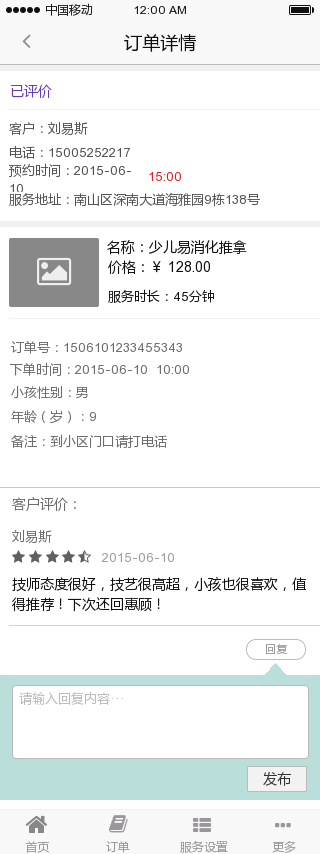 中国移动 12:00 AM
订单详情
已评价
客户：刘易斯
电话：15005252217
预约时间：2015-06-10 15:00
服务地址：南山区深南大道海雅园9栋138号
名称：少儿易消化推拿
价格：￥ 128.00
服务时长：45分钟
订单号：1506101233455343
下单时间：2015-06-10 10:00
小孩性别：男
年龄（岁）：9
备注：到小区门口请打电话
客户评价：
刘易斯
2015-06-10
技师态度很好，技艺很高超，小孩也很喜欢，值
得推荐！下次还回惠顾！
回复
请输入回复内容…
发布
首页 订单 服务设置 更多